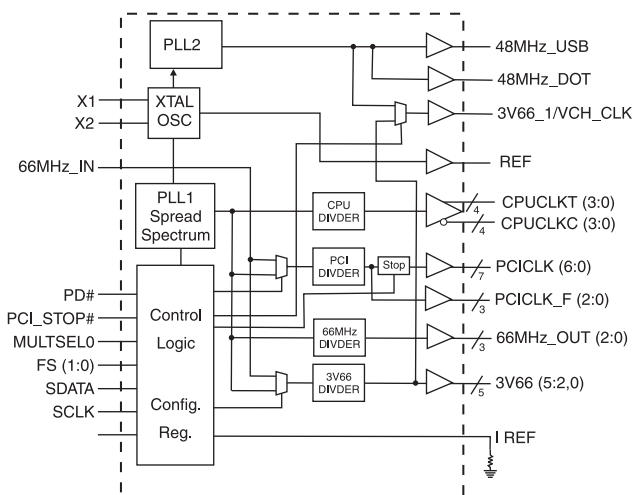 PLL2
48MHz_USB
48MHz_DOT
X1
X2
XTAL
OSC
3V66_1/VCH_CLK
66MHz_IN
REF
PLL1
Spread
Spectrum
CPU
DIVDER
4
CPUCLKT (3:0)
4
CPUCLKC (3:0)
PCI
DIVDER
Stop
7
PCICLK (6:0)
PD#
PCI_STOP#
MULTSEL0
FS (1:0)
SDATA
SCLK
Control
Logic
Config.
Reg.
3
PCICLK_F (2:0)
66MHz
DIVDER
3
66MHz_OUT (2:0)
3V66
DIVDER
5
3V66 (5:2,0)
I REF